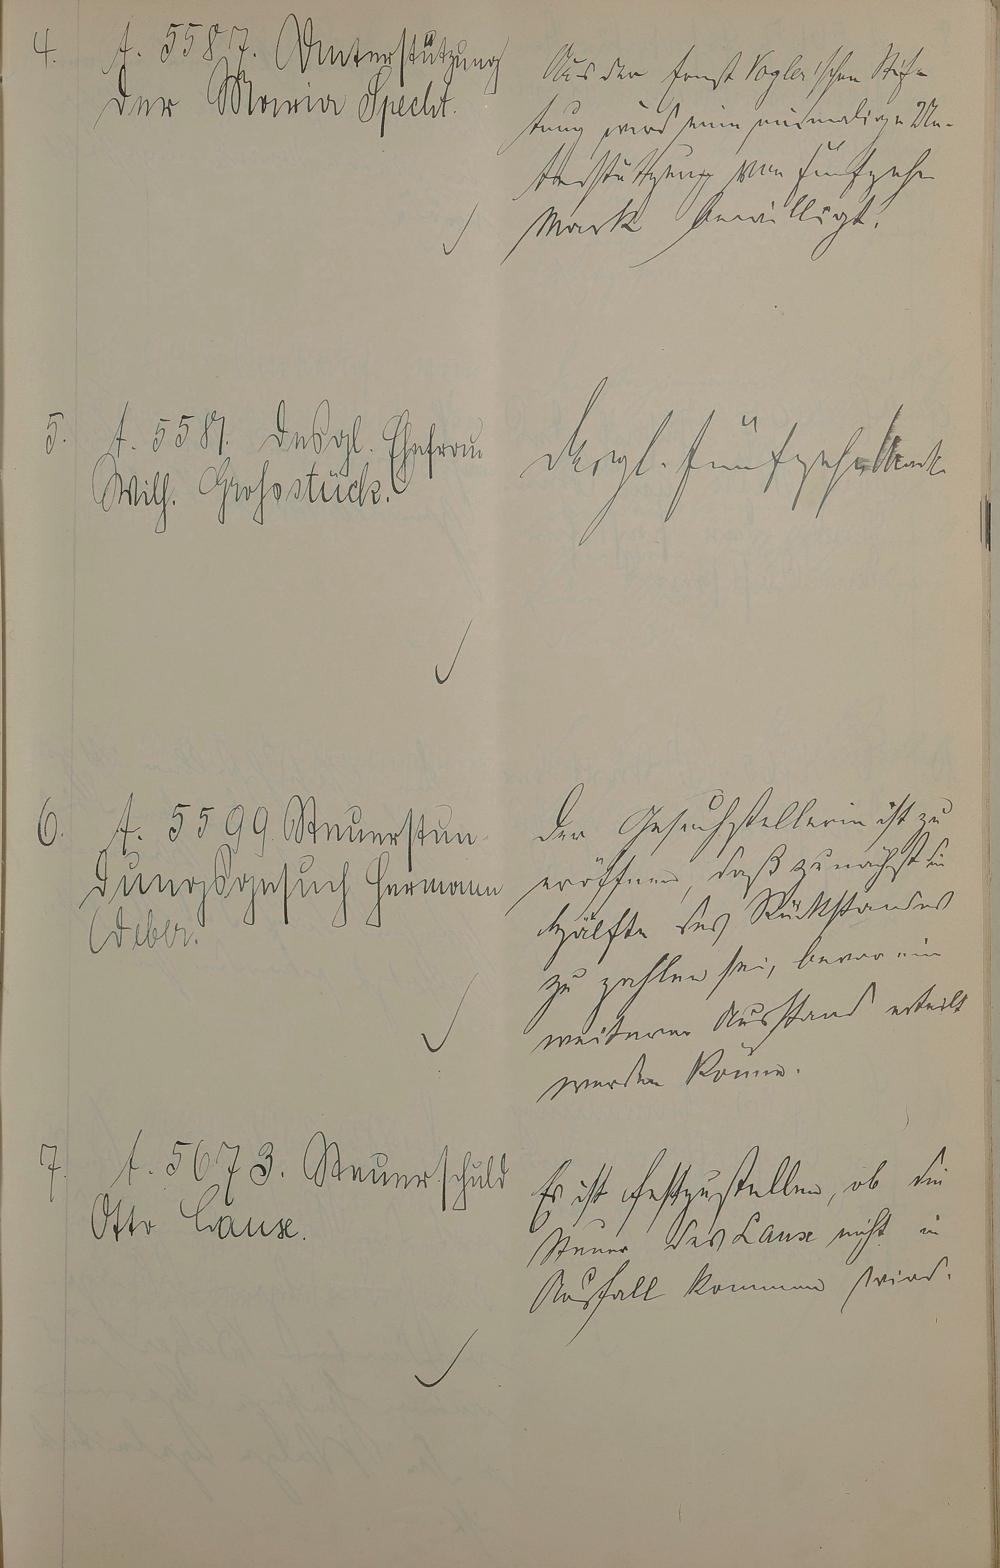 4. A. 5587. Unterstützung
der Maria Specht.
Aus der Ernst Vogler'schen Stif-
tung wird eine einmalige Un-
terstützung von fünfzehn
Mark bewilligt.
5. A. 5587. Desgl. Ehefrau
Wilh. Großstück.
Desgl. fünfzehn Mark.
6. A. 5599 Steuerstun-
dungsgesuch Hermann
Weber.
Der Gesuchstellerin ist zu
eröffnen, daß zunächst die
Hälfte des Rückstandes
zu zahlen sei, bevor ein
weiterer Ausstand erteilt
werden könne.
7. A. 5673. Steuerschuld
Otto Lause.
Es ist festzustellen, ob die
Steuer des Lause nicht in
Ausfall kommen wird.